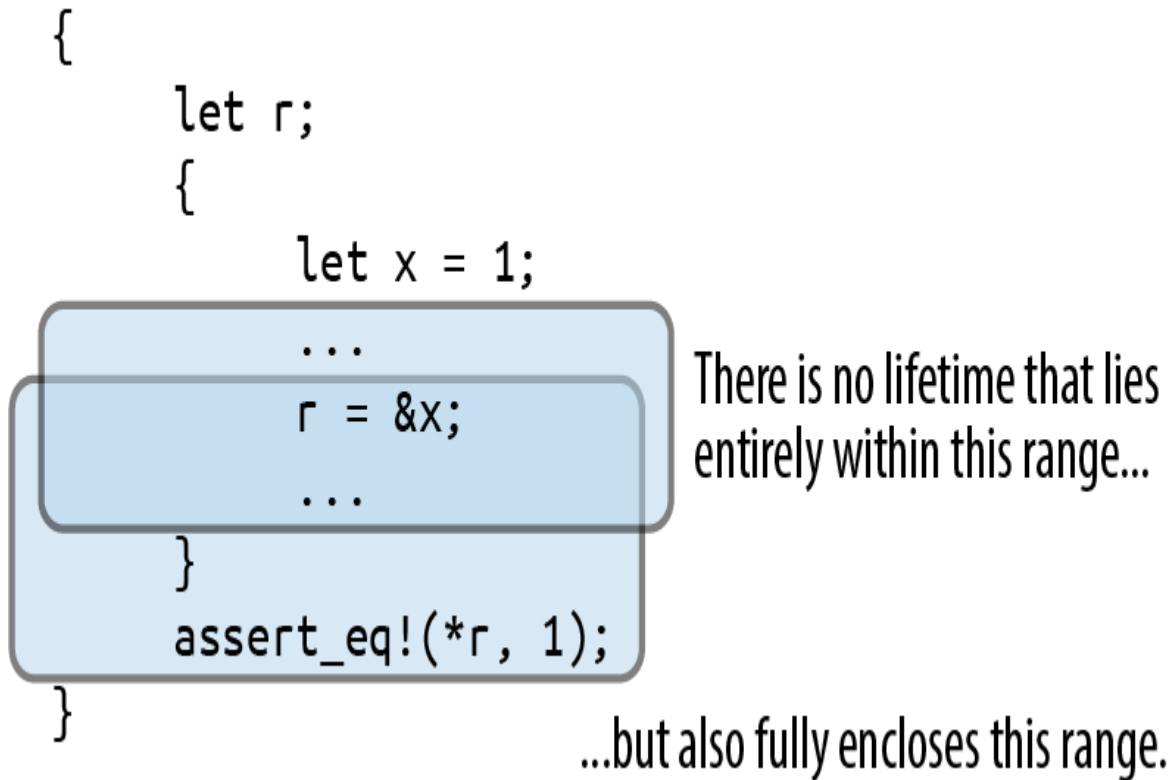 {
let r;
{
let x = 1;
...
r = &x;
...
}
assert_eq!(*r, 1);
}
There is no lifetime that lies
entirely within this range...
...but also fully encloses this range.